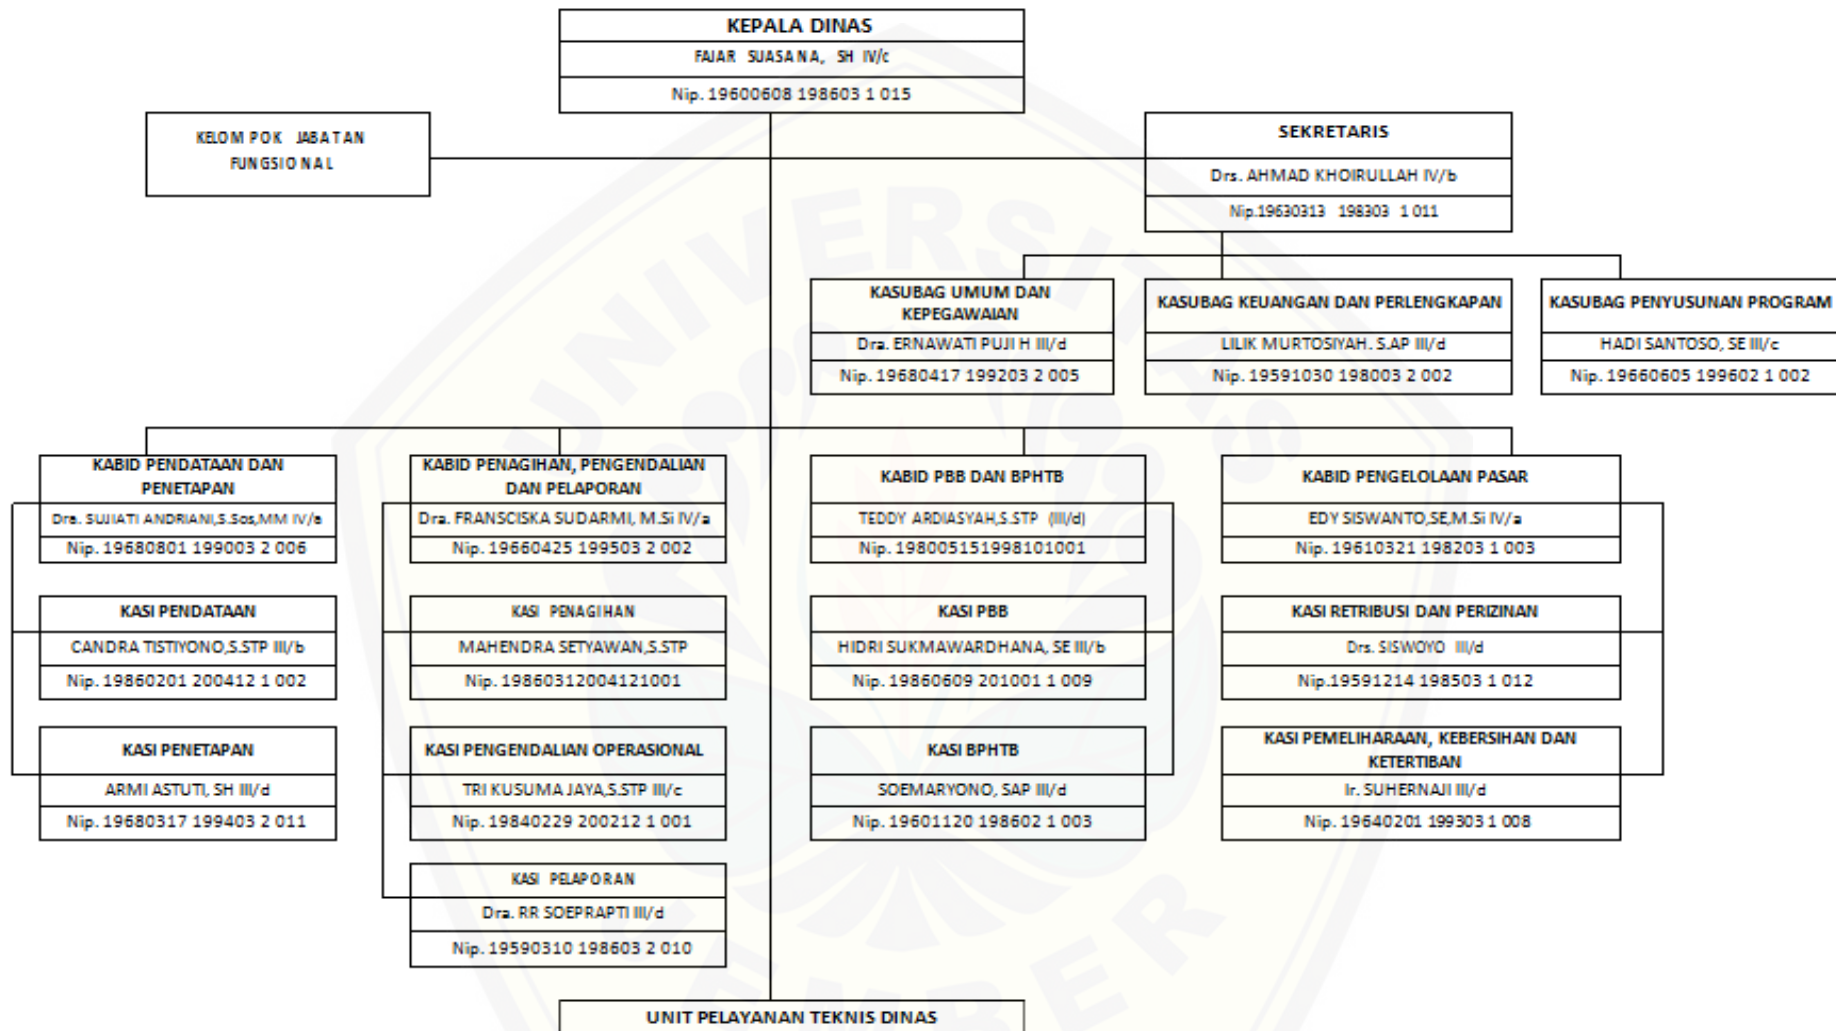 KEPALA DINAS
FAJAR SUASANA, SH IV/c
Nip. 19600608 198603 1 015
KELOMPOK JABATAN
FUNGSIONAL
SEKRETARIS
Drs. AHMAD KHOIRULLAH IV/b
Nip.19630313 198303 1 011
KASUBAG UMUM DAN
KEPEGAWAIAN
Dra. ERNAWATI PUJI H III/d
Nip. 19680417 199203 2 005
KASUBAG KEUANGAN DAN PERLENGKAPAN
LILIK MURTOSIYAH. S.AP III/d
Nip. 19591030 198003 2 002
KASUBAG PENYUSUNAN PROGRAM
HADI SANTOSO, SE III/c
Nip. 19660605 199602 1 002
KABID PENDATAAN DAN
PENETAPAN
Dra. SUJIATI ANDRIANI,S.Sos,MM IV/a
Nip. 19680801 199003 2 006
KABID PENAGIHAN, PENGENDALIAN
DAN PELAPORAN
Dra. FRANSCISKA SUDARMI, M.Si IV/a
Nip. 19660425 199503 2 002
KABID PBB DAN BPHTB
TEDDY ARDIASYAH,S.STP (III/d)
Nip. 198005151998101001
KABID PENGELOLAAN PASAR
EDY SISWANTO,SE,M.Si IV/a
Nip. 19610321 198203 1 003
KASI PENDATAAN
CANDRA TISTIYONO,S.STP III/b
Nip. 19860201 200412 1 002
KASI PENAGIHAN
MAHENDRA SETYAWAN,S.STP
Nip. 19860312004121001
KASI PBB
HIDRI SUKMAWARDHANA, SE III/b
Nip. 19860609 201001 1 009
KASI RETRIBUSI DAN PERIZINAN
Drs. SISWOYO III/d
Nip.19591214 198503 1 012
KASI PENETAPAN
ARMI ASTUTI, SH III/d
Nip. 19680317 199403 2 011
KASI PENGENDALIAN OPERASIONAL
TRI KUSUMA JAYA,S.STP III/c
Nip. 19840229 200212 1 001
KASI BPHTB
SOEMARYONO, SAP III/d
Nip. 19601120 198602 1 003
KASI PEMELIHARAAN, KEBERSIHAN DAN
KETERTIBAN
Ir. SUHERNAJI III/d
Nip. 19640201 199303 1 008
KASI PELAPORAN
Dra. RR SOEPRAPTI III/d
Nip. 19590310 198603 2 010
UNIT PELAYANAN TEKNIS DINAS
UNIVERSITAS
EMBER